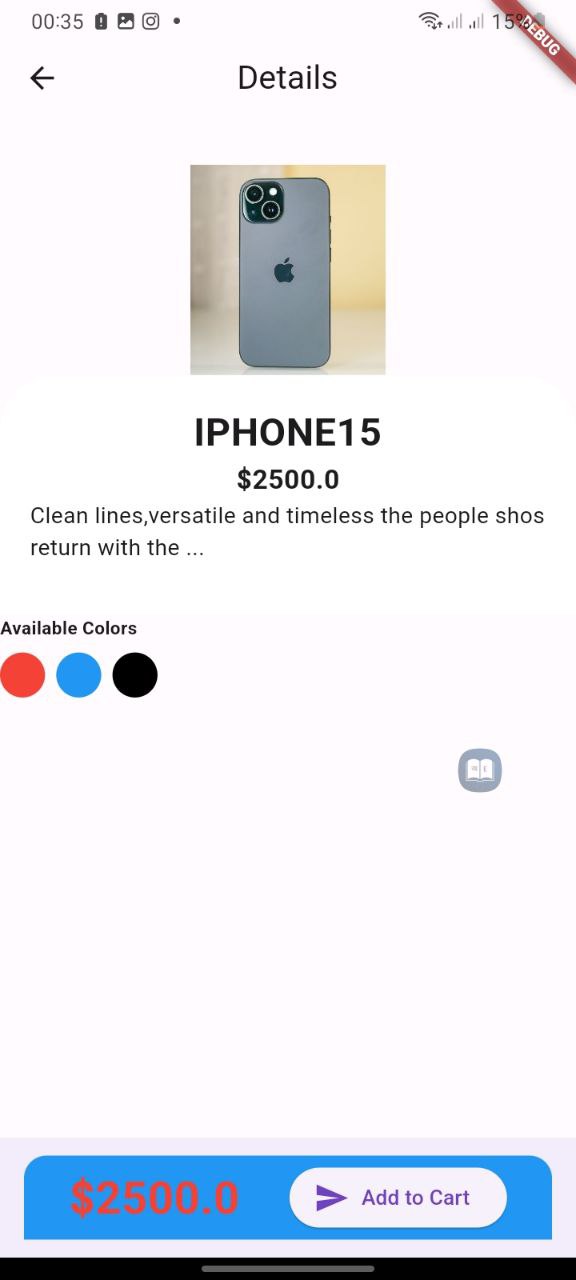 00:35
15%
DEBUG
Details
IPHONE15
$2500.0
Clean lines,versatile and timeless the people shos
return with the ...
Available Colors
$2500.0
Add to Cart